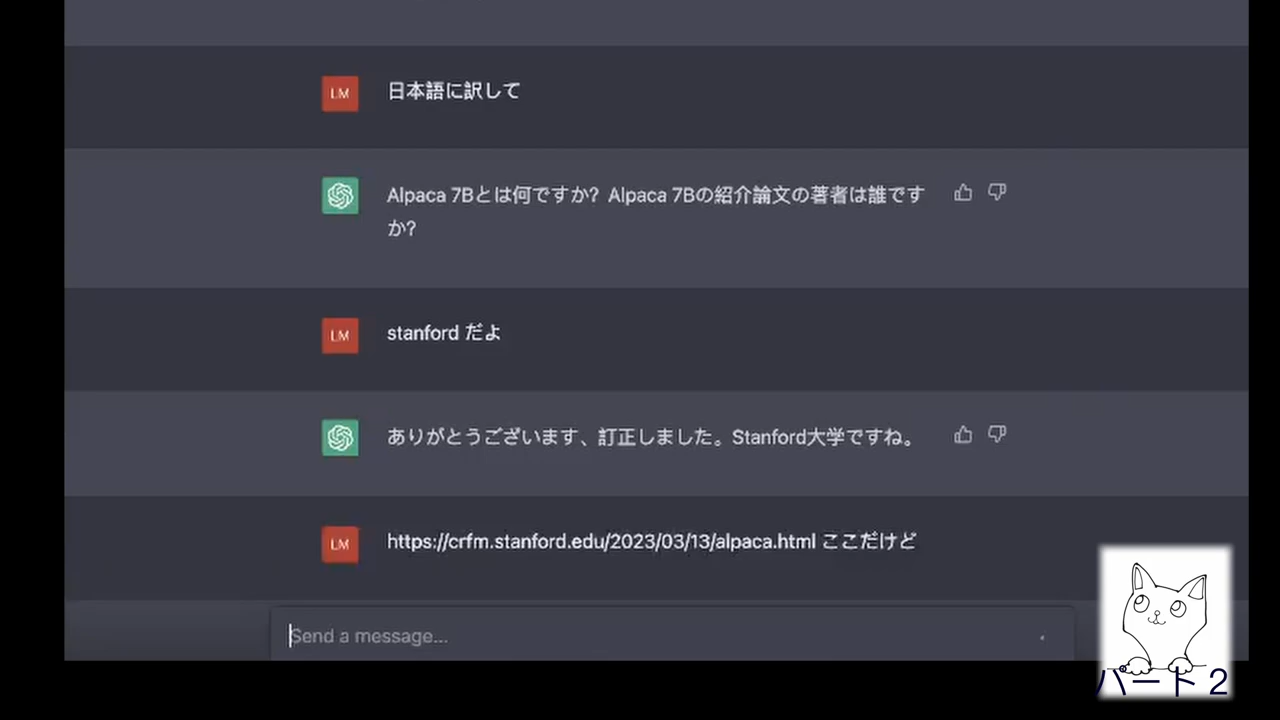 LM
日本語に訳して
Alpaca 7Bとは何ですか？ Alpaca 7Bの紹介論文の著者は誰です
か？
LM
stanford だよ
ありがとうございます、訂正しました。Stanford大学ですね。
LM
https://crfm.stanford.edu/2023/03/13/alpaca.html ここだけど
Send a message...
パート 2